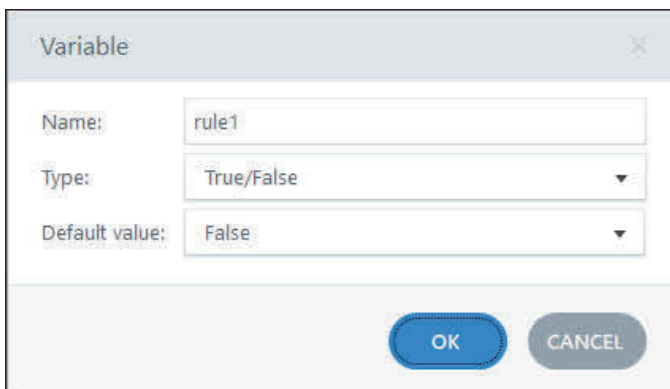 Variable
Name: rule1
Type: True/False
Default value: False
OK CANCEL